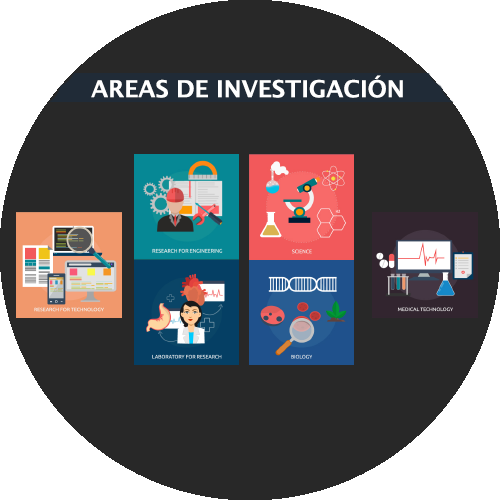 AREAS DE INVESTIGACIÓN
RESEARCH FOR ENGINEERING
SCIENCE
RESEARCH FOR TECHNOLOGY
MEDICAL TECHNOLOGY
LABORATORY FOR RESEARCH
BIOLOGY